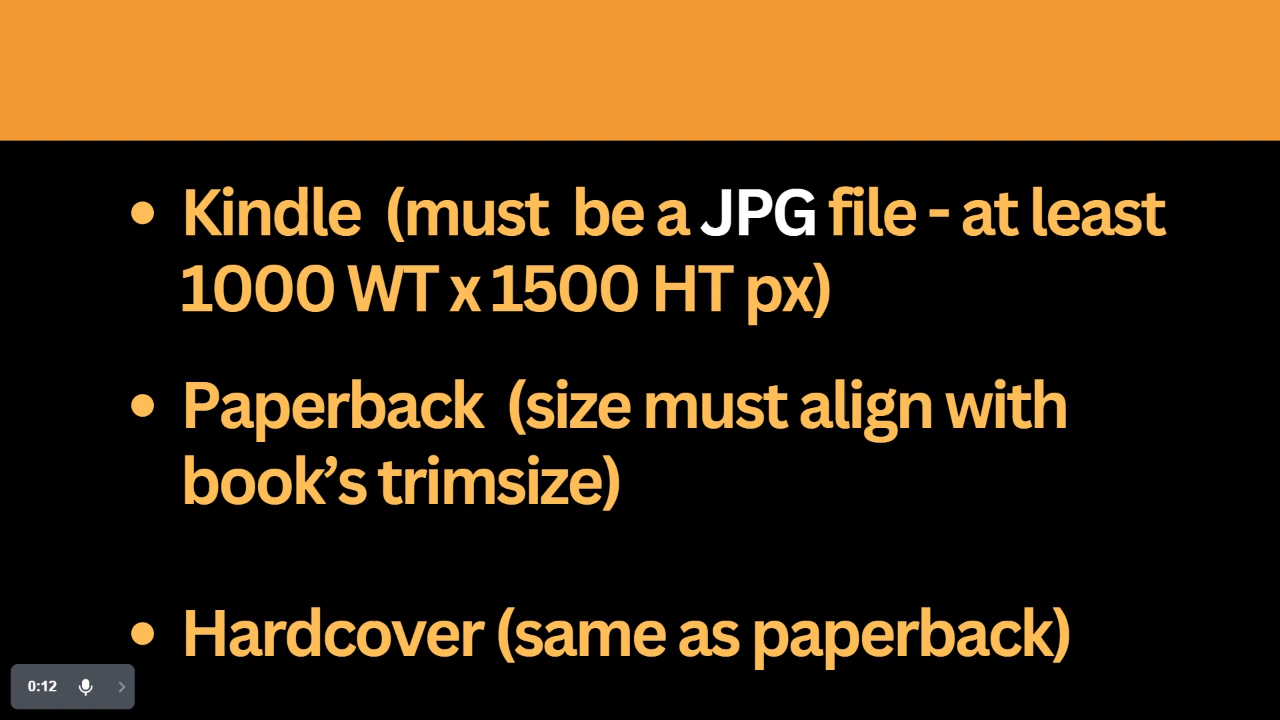 • Kindle (must be a JPG file - at least
1000 WT x 1500 HT px)
• Paperback (size must align with
book’s trimsize)
• Hardcover (same as paperback)
0:12